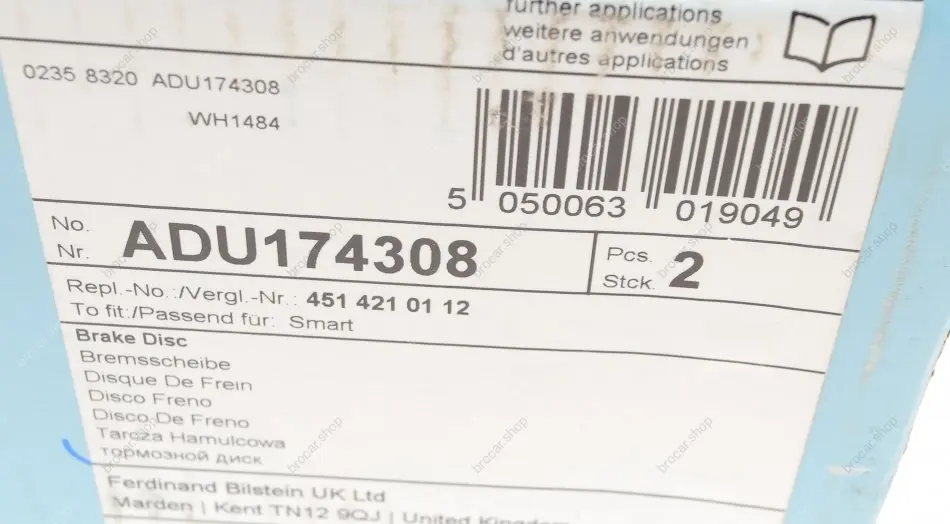 further applications
weitere anwendungen
d'autres applications
0235 8320 ADU174308
WH1484
5 050063 019049
No.
Nr. ADU174308
Pcs.
Stck. 2
Repl.-No.:/Vergl.-Nr.: 451 421 01 12
To fit:/Passend für: Smart
Brake Disc
Bremsscheibe
Disque De Frein
Disco Freno
Disco De Freno
Tarcza Hamulcowa
тормозной диск
Ferdinand Bilstein UK Ltd
Marden | Kent TN12 9QJ | United Kingdom
brocar.shop